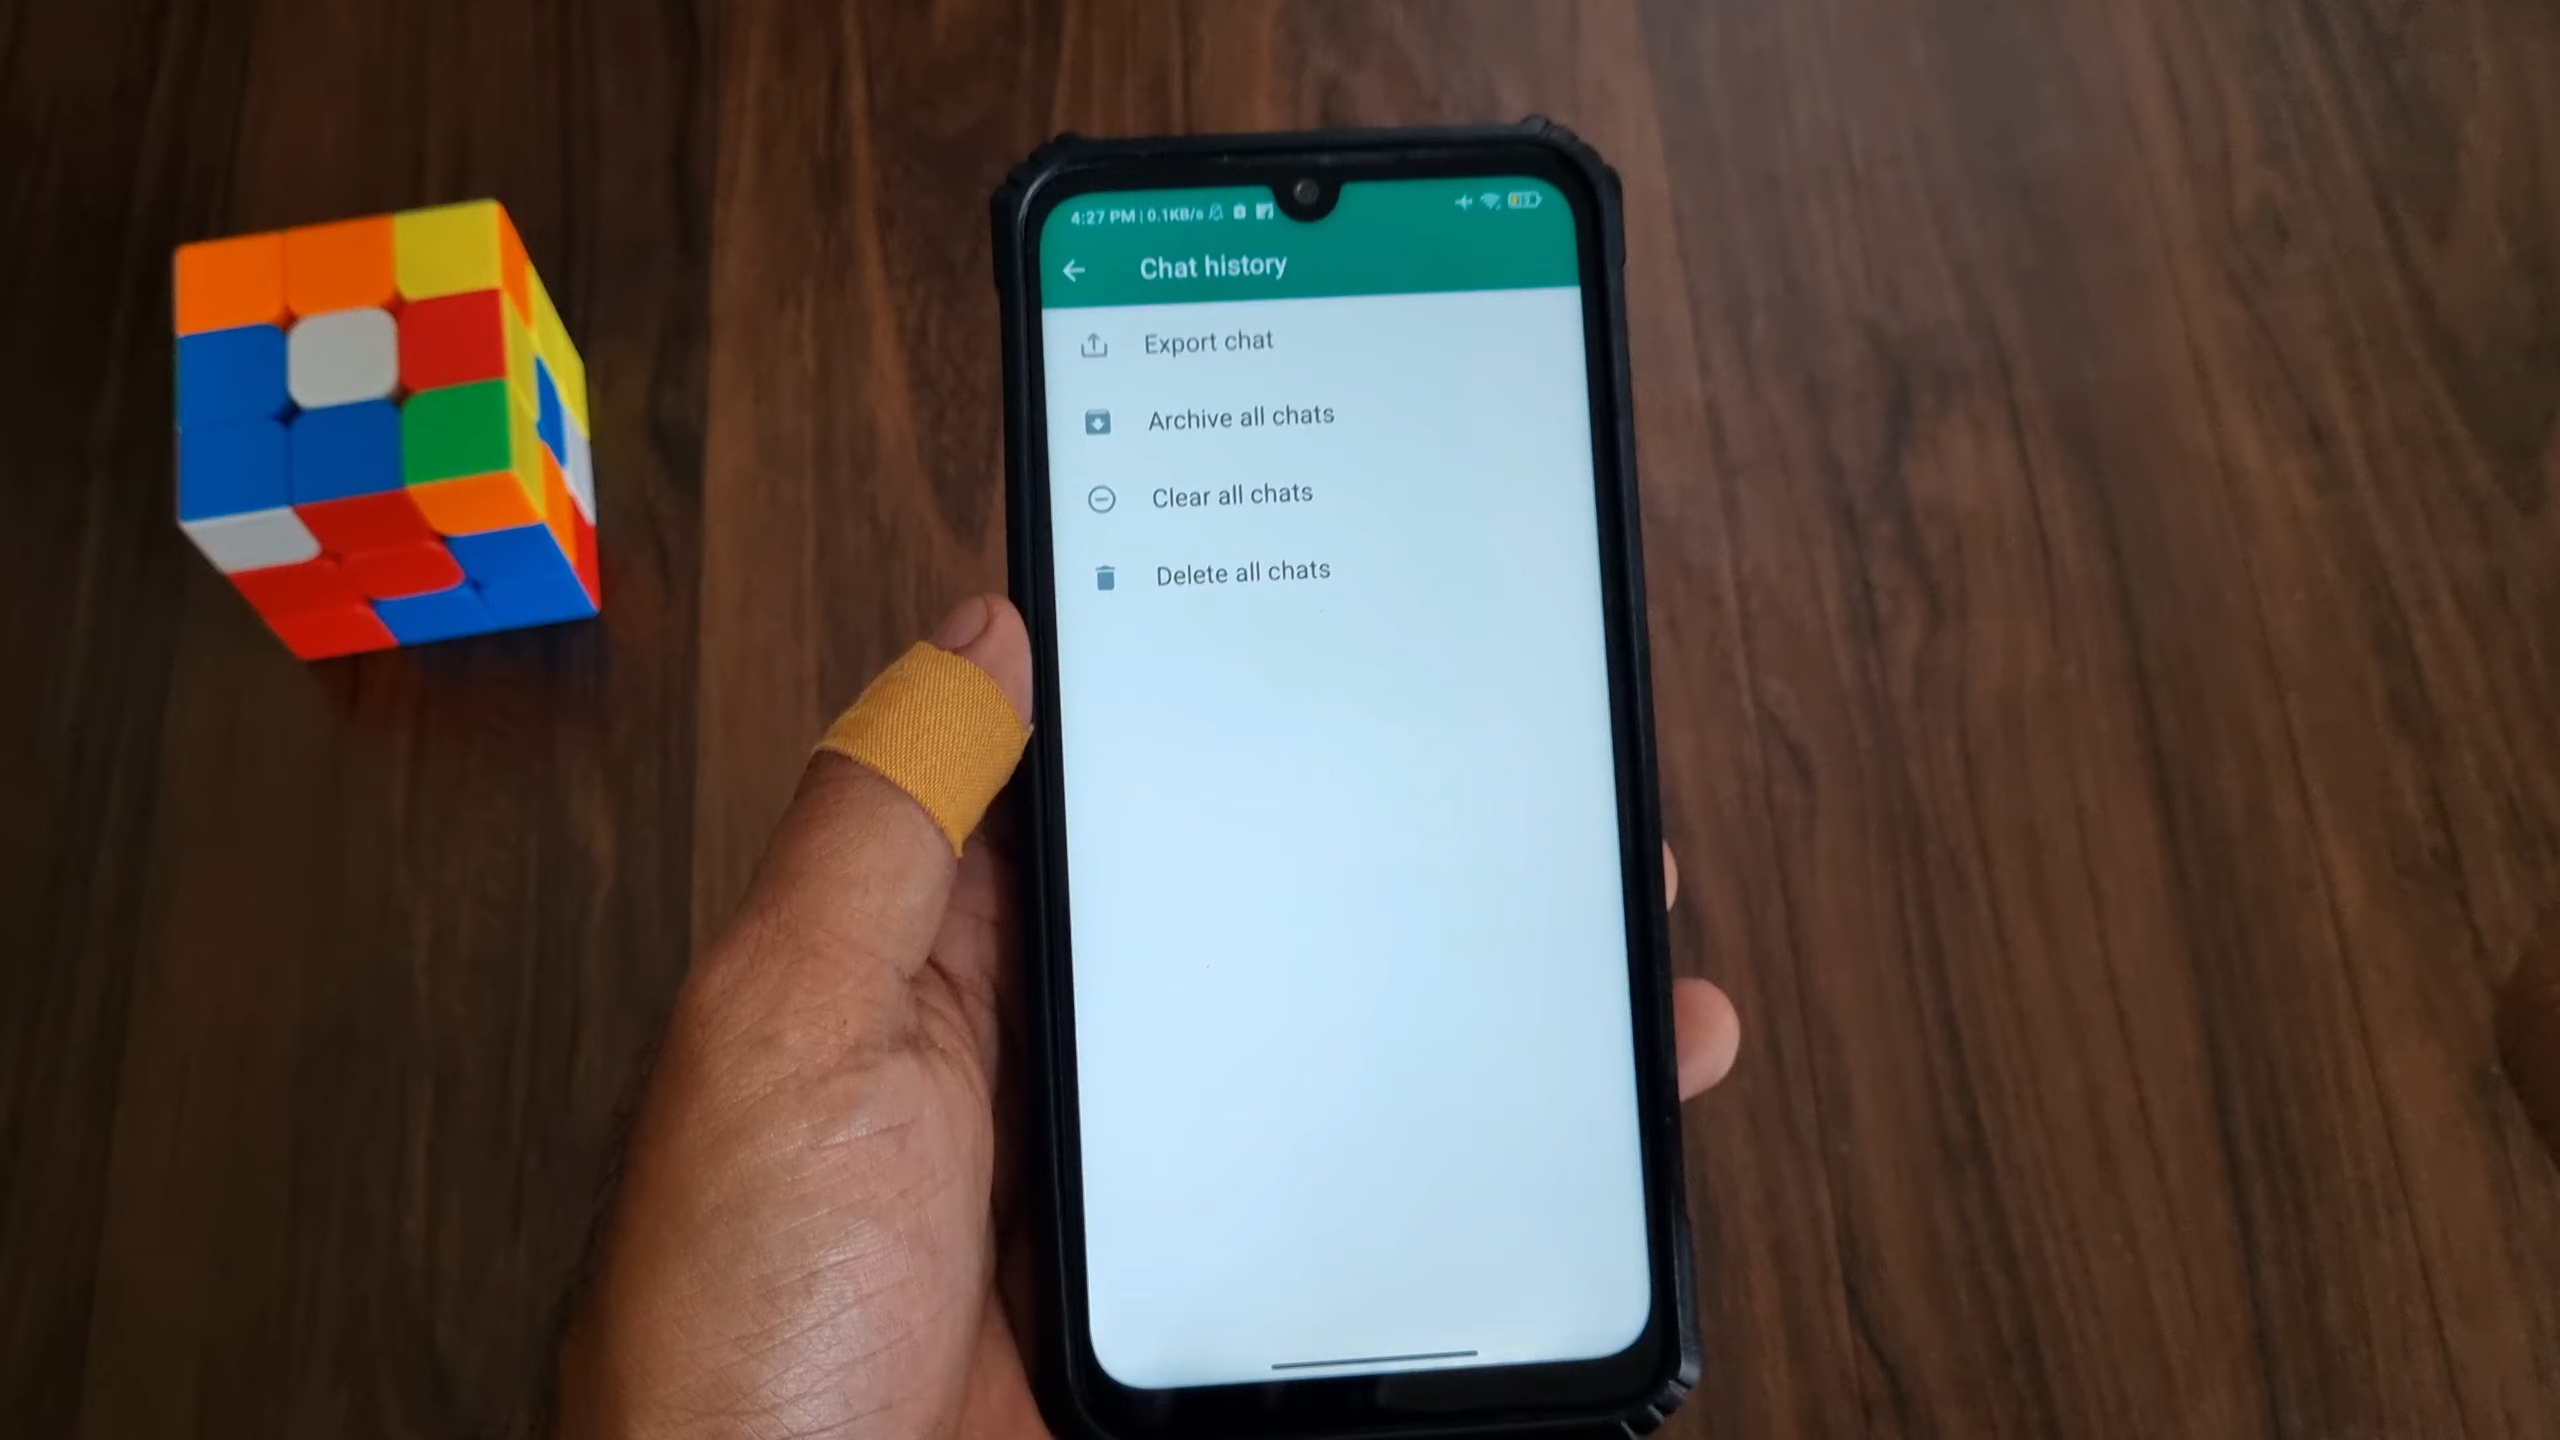 4:27 PM | 0.1KB/s
Chat history
Export chat
Archive all chats
Clear all chats
Delete all chats